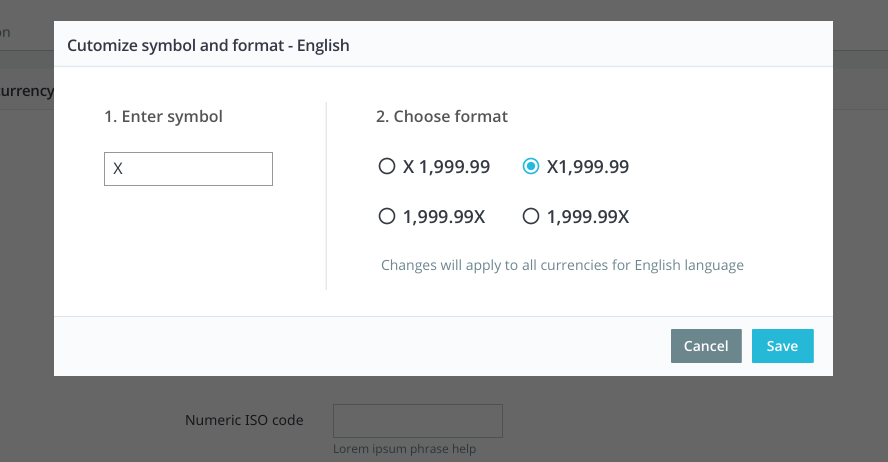 on
Cutomize symbol and format - English
currency
1. Enter symbol
2. Choose format
X
X 1,999.99
X1,999.99
1,999.99X
1,999.99X
Changes will apply to all currencies for English language
Cancel
Save
Numeric ISO code
Lorem ipsum phrase help